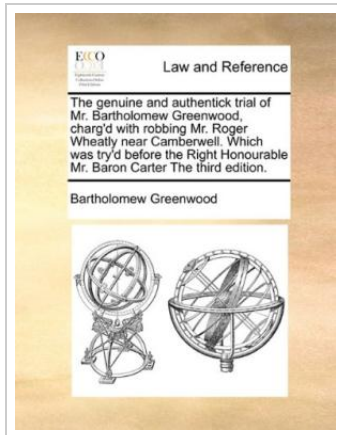 ECCO
Law and Reference
The genuine and authentick trial of
Mr. Bartholomew Greenwood,
charg'd with robbing Mr. Roger
Wheatly near Camberwell. Which
was try'd before the Right Honourable
Mr. Baron Carter The third edition.
Bartholomew Greenwood